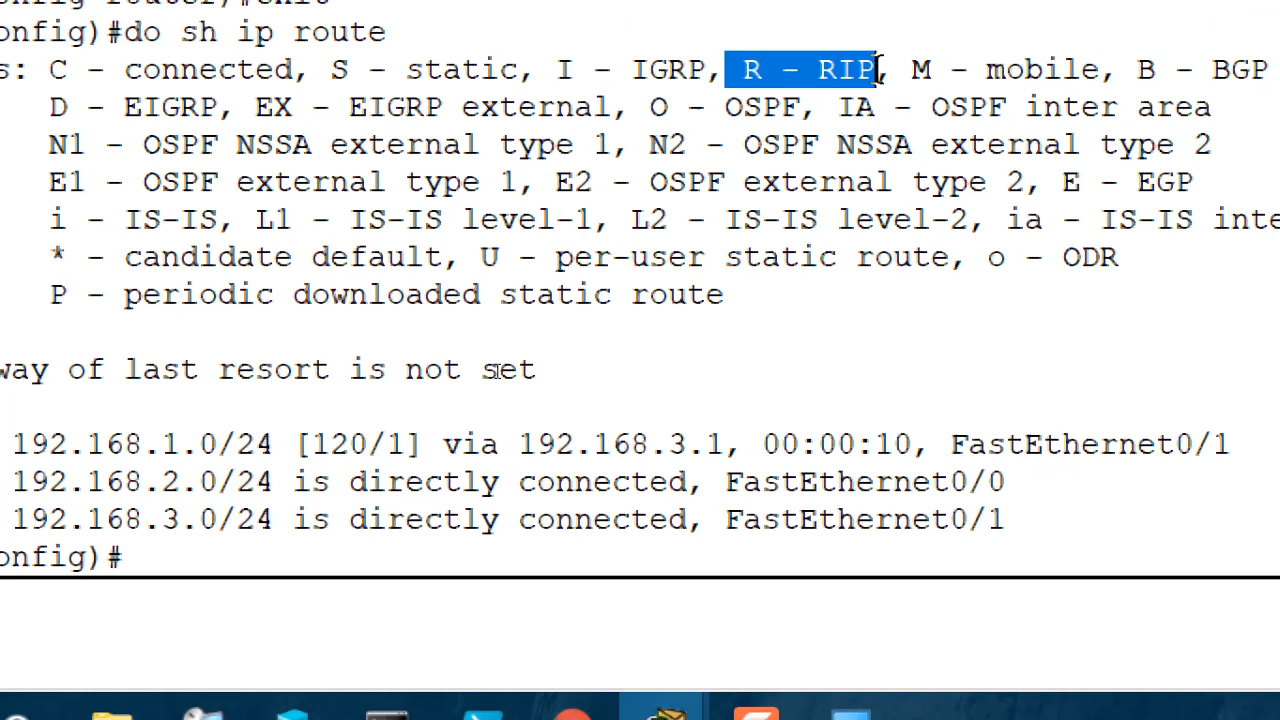 onfig)#do sh ip route
s: C - connected, S - static, I - IGRP, R - RIP, M - mobile, B - BGP
D - EIGRP, EX - EIGRP external, O - OSPF, IA - OSPF inter area
N1 - OSPF NSSA external type 1, N2 - OSPF NSSA external type 2
E1 - OSPF external type 1, E2 - OSPF external type 2, E - EGP
i - IS-IS, L1 - IS-IS level-1, L2 - IS-IS level-2, ia - IS-IS inte
* - candidate default, U - per-user static route, o - ODR
P - periodic downloaded static route
way of last resort is not set
192.168.1.0/24 [120/1] via 192.168.3.1, 00:00:10, FastEthernet0/1
192.168.2.0/24 is directly connected, FastEthernet0/0
192.168.3.0/24 is directly connected, FastEthernet0/1
onfig)#